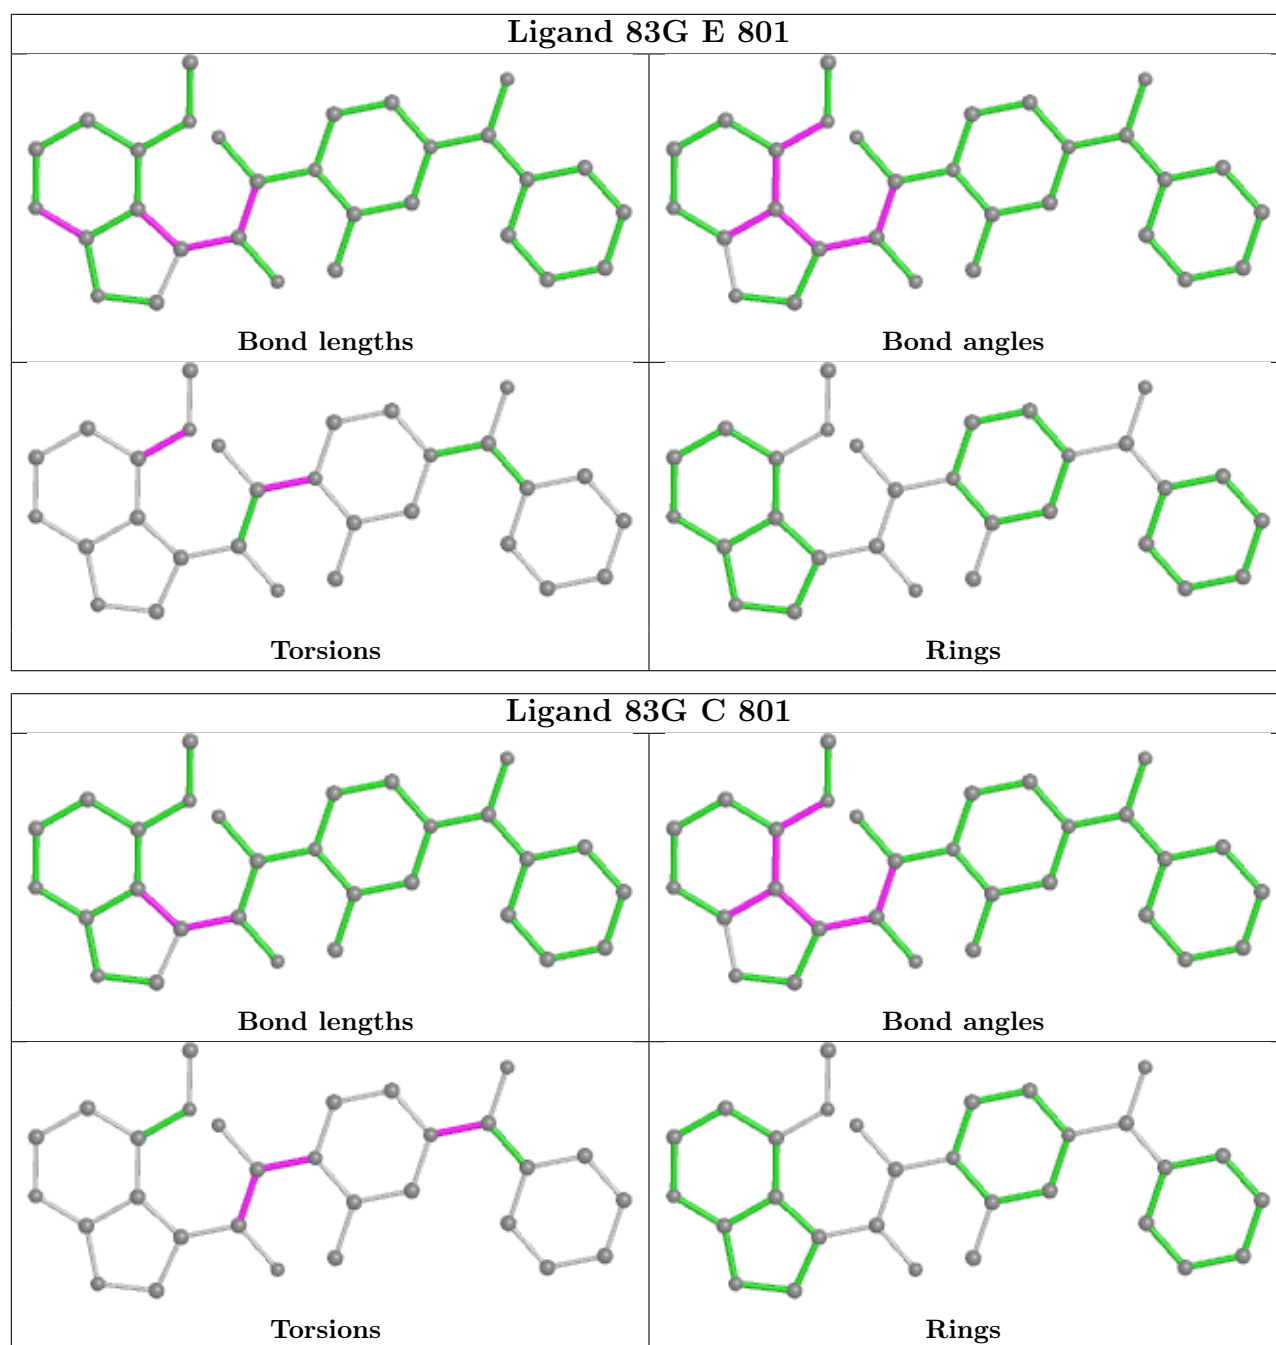 Ligand 83G E 801
Bond lengths
Bond angles
Torsions
Rings
Ligand 83G C 801
Bond lengths
Bond angles
Torsions
Rings